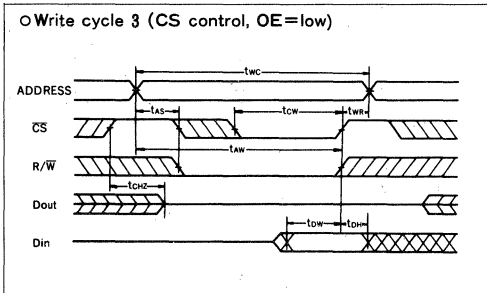 ○ Write cycle 3 (CS control, OE=low)
tWC
ADDRESS
tAS
tCW
tWR
CS
tAW
R/W
tCHZ
Dout
tDW
tDH
Din